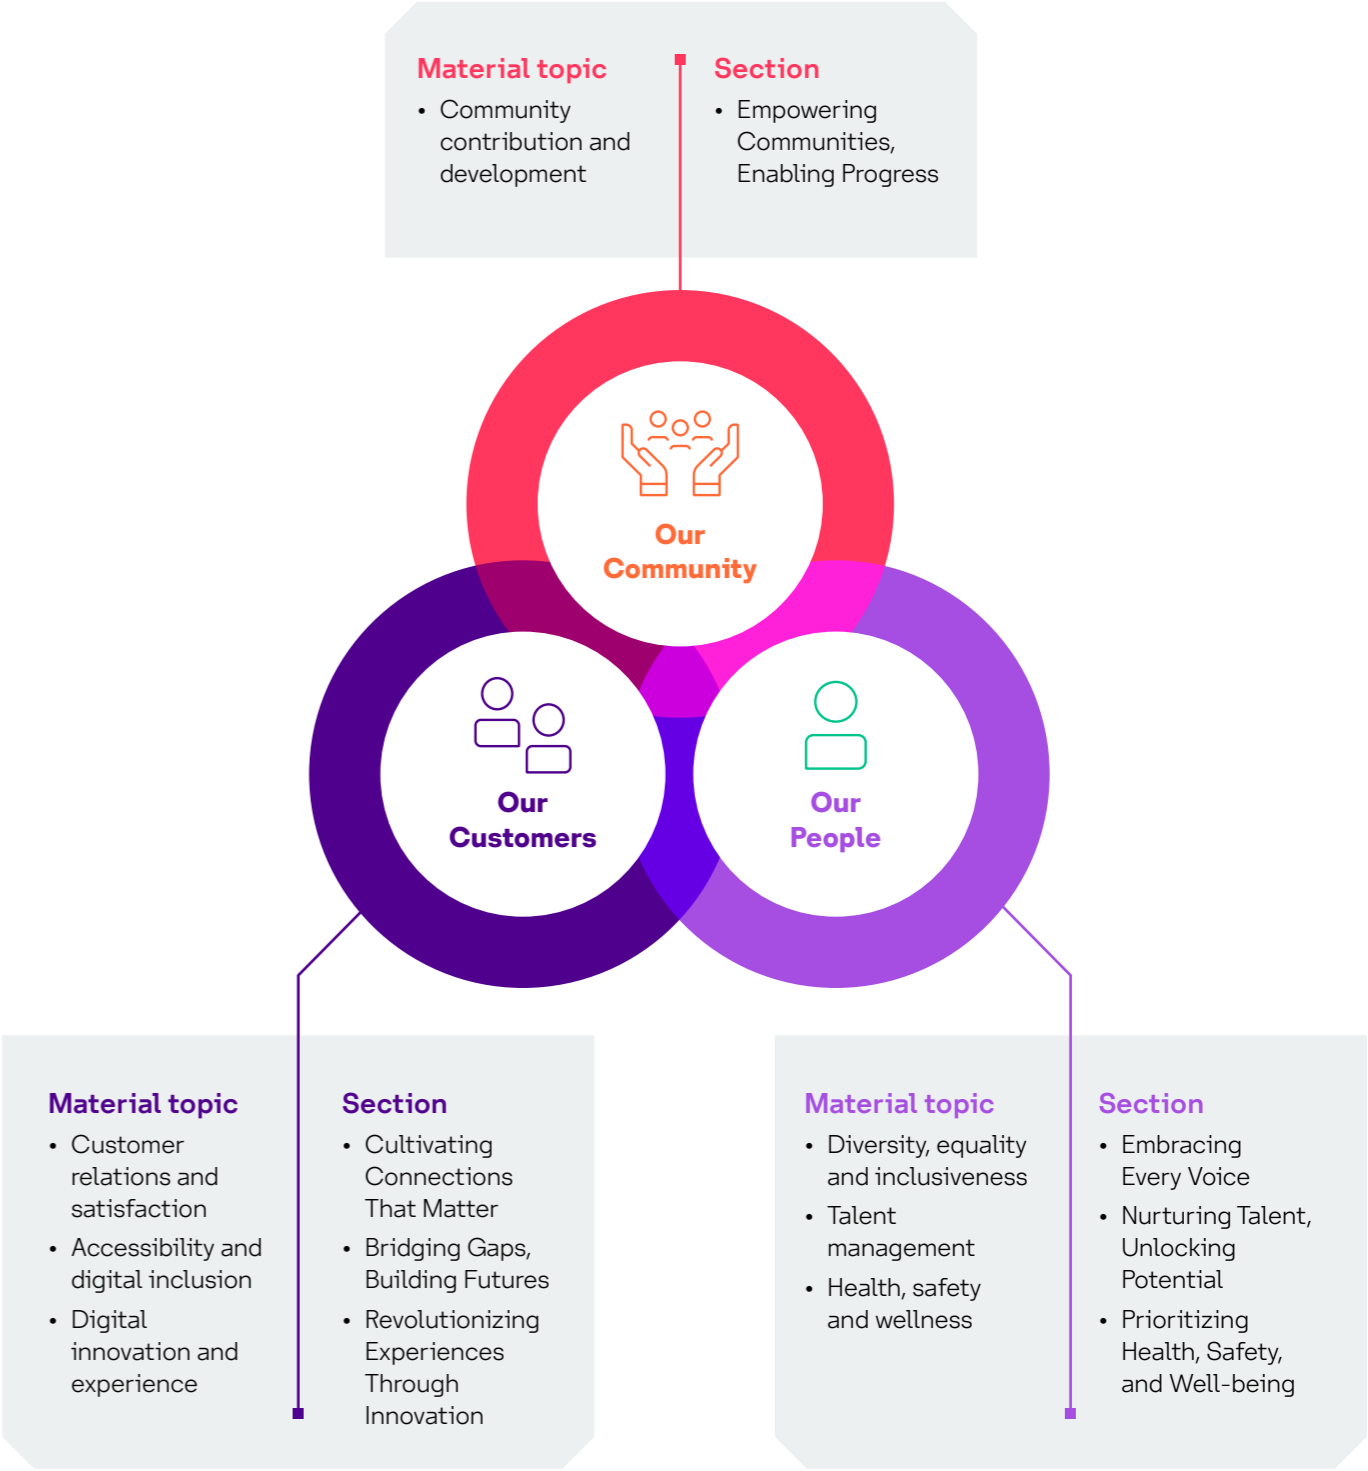 Material topic
• Community
contribution and
development
Section
• Empowering
Communities,
Enabling Progress
Our
Community
Our
Customers
Our
People
Material topic
• Customer
relations and
satisfaction
• Accessibility and
digital inclusion
• Digital
innovation and
experience
Section
• Cultivating
Connections
That Matter
• Bridging Gaps,
Building Futures
• Revolutionizing
Experiences
Through
Innovation
Material topic
• Diversity, equality
and inclusiveness
• Talent
management
• Health, safety
and wellness
Section
• Embracing
Every Voice
• Nurturing Talent,
Unlocking
Potential
• Prioritizing
Health, Safety,
and Well-being